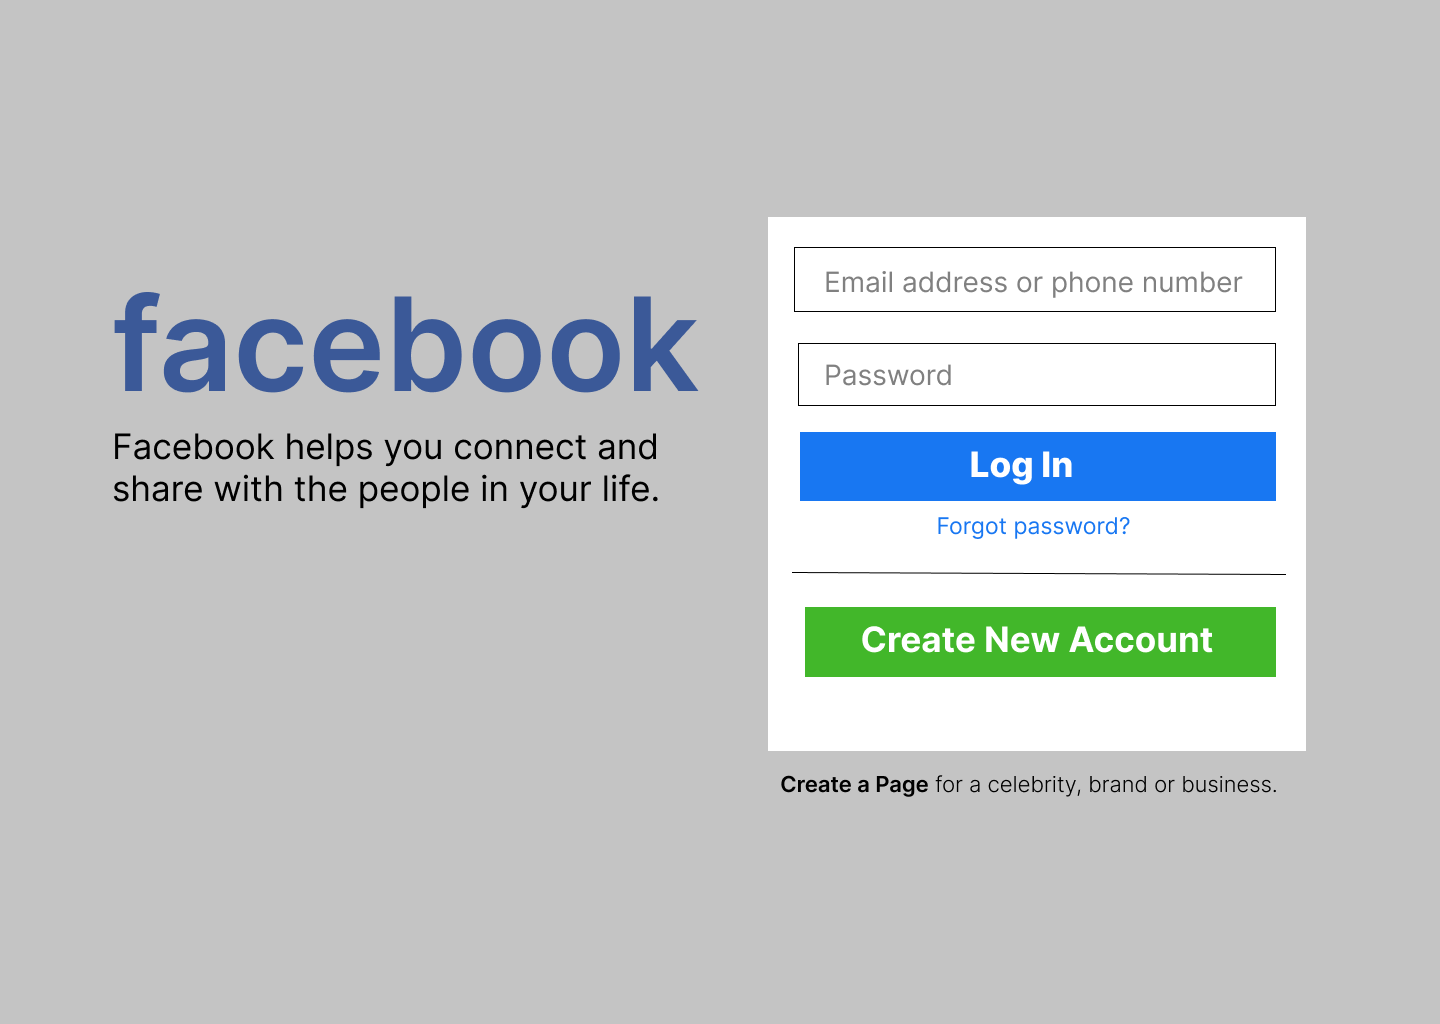 facebook
Facebook helps you connect and
share with the people in your life.
Email address or phone number
Password
Log In
Forgot password?
Create New Account
Create a Page for a celebrity, brand or business.